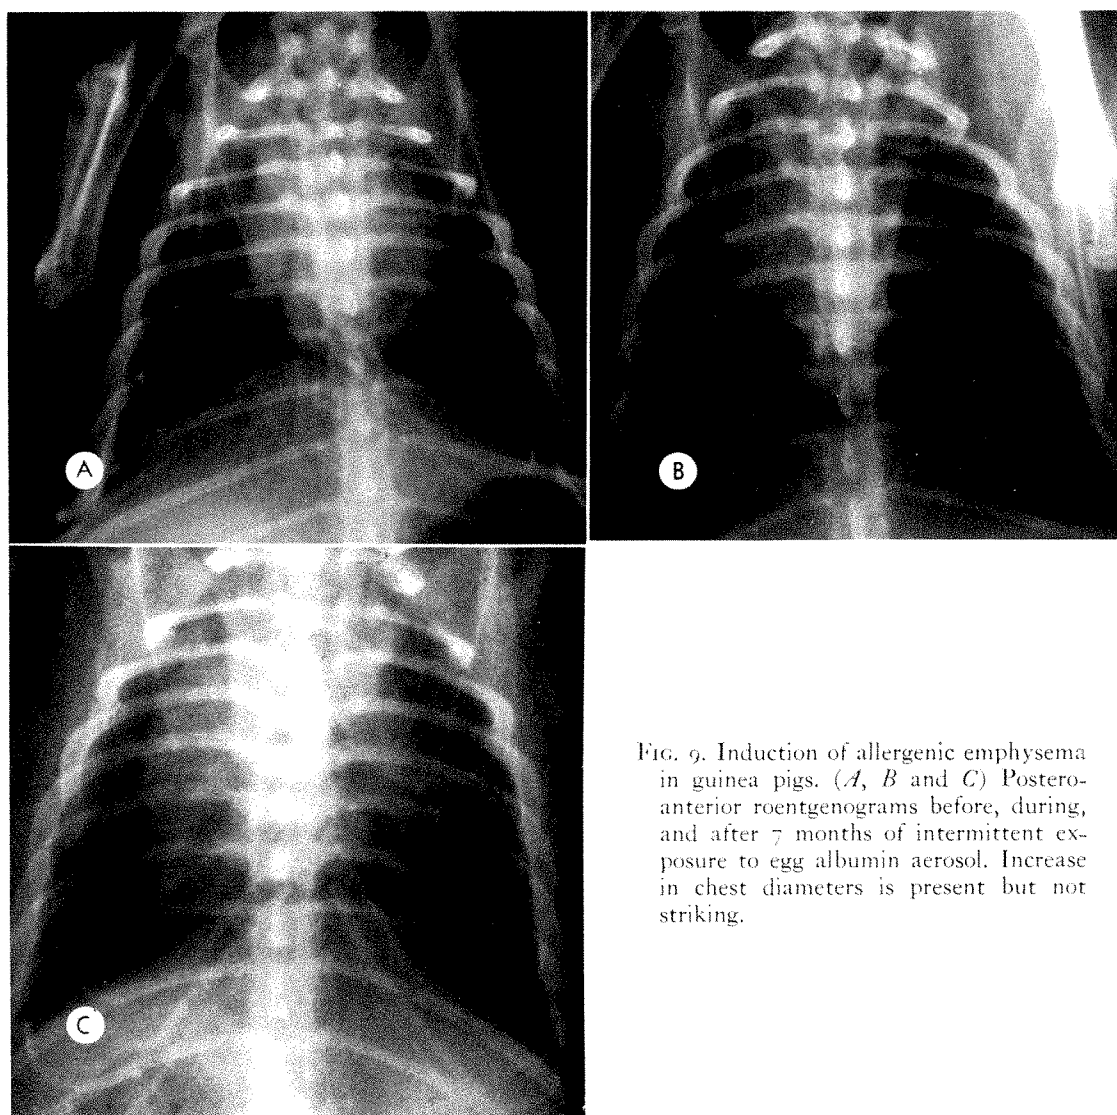 A
B
C
FIG. 9. Induction of allergenic emphysema
in guinea pigs. (A, B and C) Postero-
anterior roentgenograms before, during,
and after 7 months of intermittent ex-
posure to egg albumin aerosol. Increase
in chest diameters is present but not
striking.